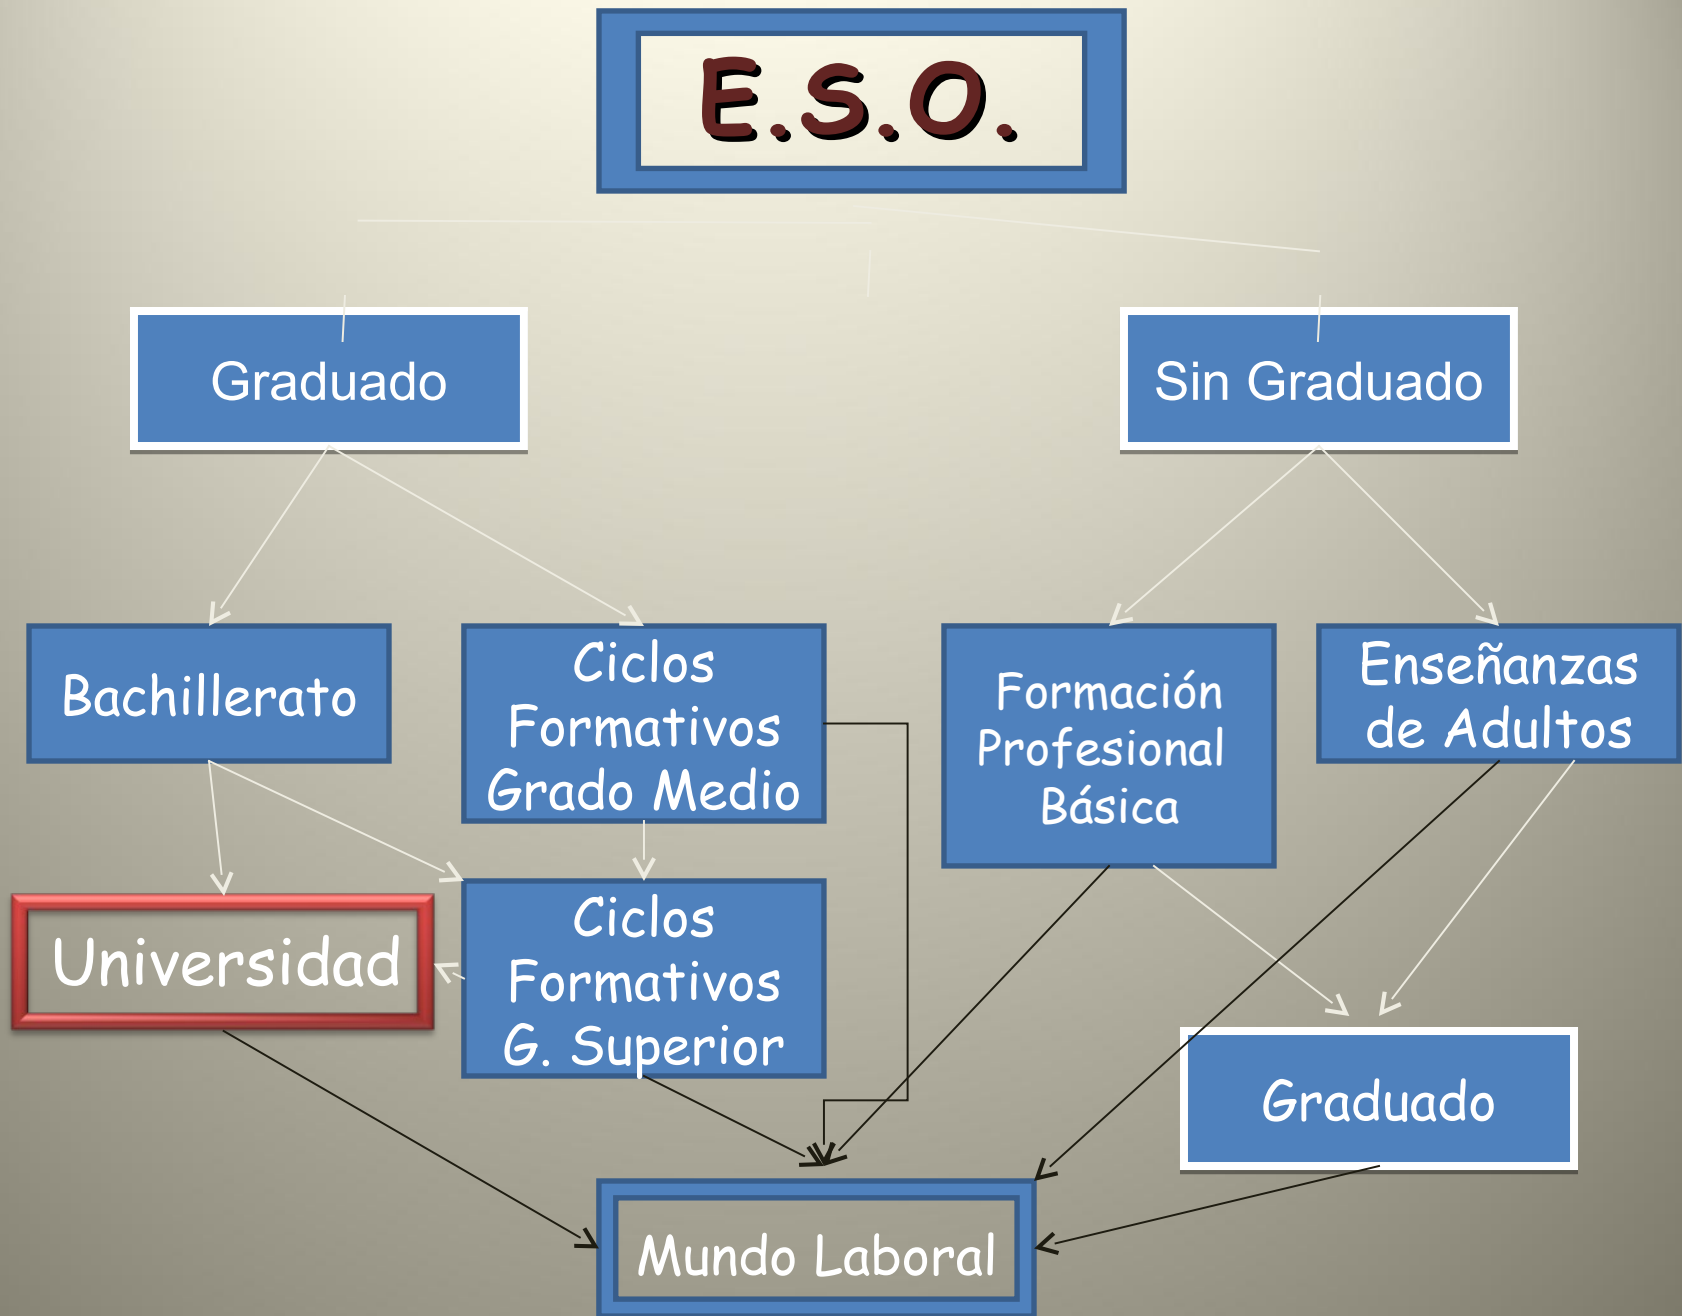 E.S.O.
Graduado
Sin Graduado
Bachillerato
Ciclos
Formativos
Grado Medio
Formación
Profesional
Básica
Enseñanzas
de Adultos
Universidad
Ciclos
Formativos
G. Superior
Graduado
Mundo Laboral